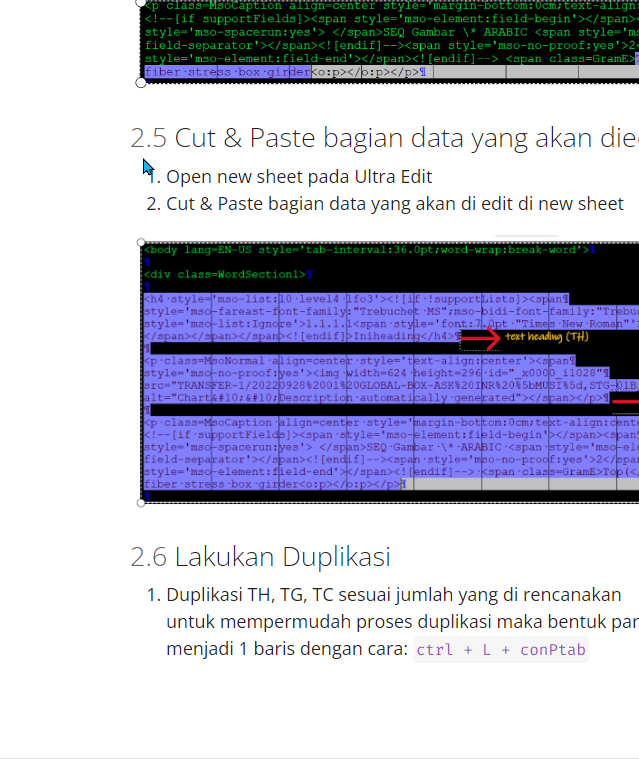 <p class=MsoCaption align=center style='margin-bottom:0cm;text-align:
<!--[if supportFields]><span style='mso-element:field-begin'></span>
style='mso-spacerun:yes'> </span>SEQ Gambar \* ARABIC <span style='ms
field-separator'></span><![endif]--><span style='mso-no-proof:yes'>2<
style='mso-element:field-end'></span><![endif]--> <span class=GramE>
fiber stress box girder<o:p></o:p></p>¶
2.5 Cut & Paste bagian data yang akan die
1. Open new sheet pada Ultra Edit
2. Cut & Paste bagian data yang akan di edit di new sheet
<body lang=EN-US style='tab-interval:36.0pt;word-wrap:break-word'>¶
¶
<div class=WordSection1>¶
¶
<h4 style='mso-list:l0 level4 lfo3'><![if !supportLists]><span¶
style='mso-fareast-font-family:"Trebuchet MS";mso-bidi-font-family:"Trebuc
style='mso-list:Ignore'>1.1.1.1<span style='font:7.0pt "Times New Roman"'
</span></span></span><![endif]>Iniheading</h4>¶
text heading (TH)
¶
<p class=MsoNormal align=center style='text-align:center'><span¶
style='mso-no-proof:yes'><img width=624 height=296 id="_x0000_i1028"¶
src="TRANSFER-1/20220928%2001%20GLOBAL-BOX-ASK%20INR%20%5bMUSI%5d,STG-01B
alt="Chart&#10;&#10;Description automatically generated"></span></p>¶
¶
<p class=MsoCaption align=center style='margin-bottom:0cm;text-align:cente
<!--[if supportFields]><span style='mso-element:field-begin'></span><span
style='mso-spacerun:yes'> </span>SEQ Gambar \* ARABIC <span style='mso-ele
field-separator'></span><![endif]--><span style='mso-no-proof:yes'>2</span
style='mso-element:field-end'></span><![endif]--> <span class=GramE>Top(</
fiber stress box girder<o:p></o:p></p>¶
¶
2.6 Lakukan Duplikasi
1. Duplikasi TH, TG, TC sesuai jumlah yang di rencanakan
untuk mempermudah proses duplikasi maka bentuk par
menjadi 1 baris dengan cara: ctrl + L + conPtab